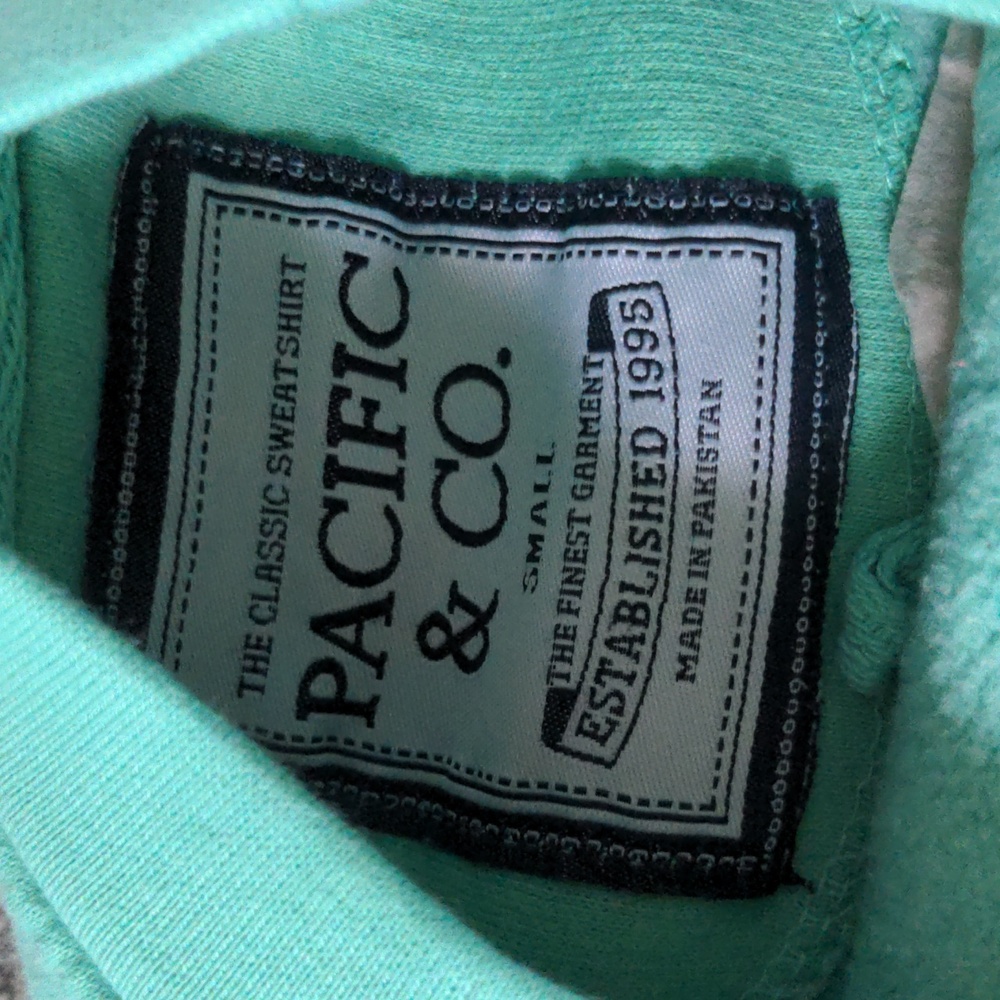 THE CLASSIC SWEATSHIRT
PACIFIC
& CO.
SMALL
THE FINEST GARMENT
ESTABLISHED 1995
MADE IN PAKISTAN